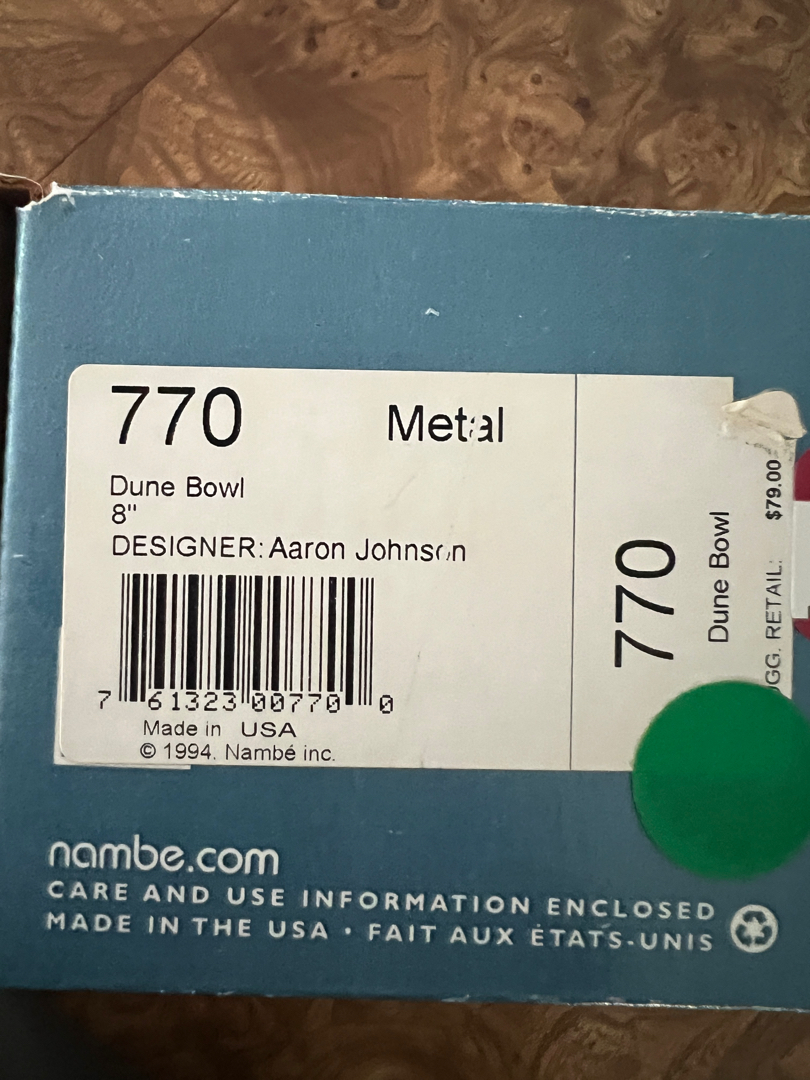 770 Metal
Dune Bowl
8"
DESIGNER: Aaron Johnson
7 61323 00770 0
Made in USA
© 1994. Nambé inc.
770
Dune Bowl
RETAIL: $79.00
nambe.com
CARE AND USE INFORMATION ENCLOSED
MADE IN THE USA • FAIT AUX ÉTATS-UNIS